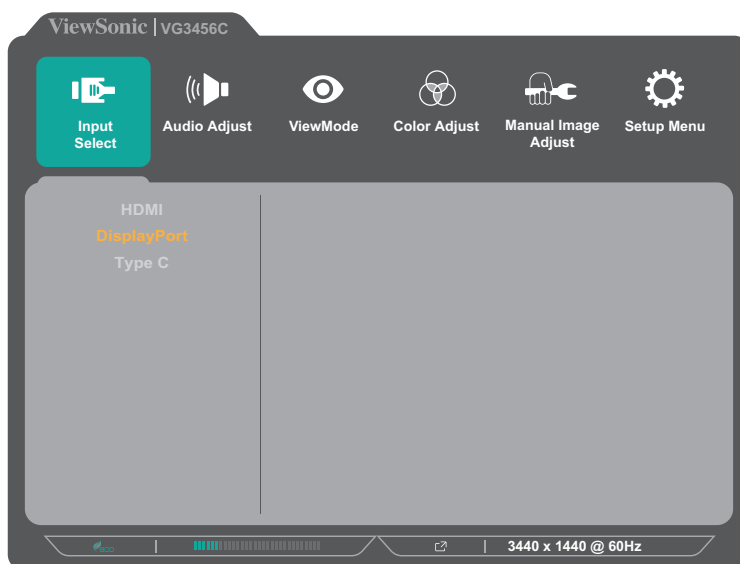 ViewSonic | VG3456C
Input Select
Audio Adjust
ViewMode
Color Adjust
Manual Image Adjust
Setup Menu
HDMI
DisplayPort
Type C
eco
3440 x 1440 @ 60Hz